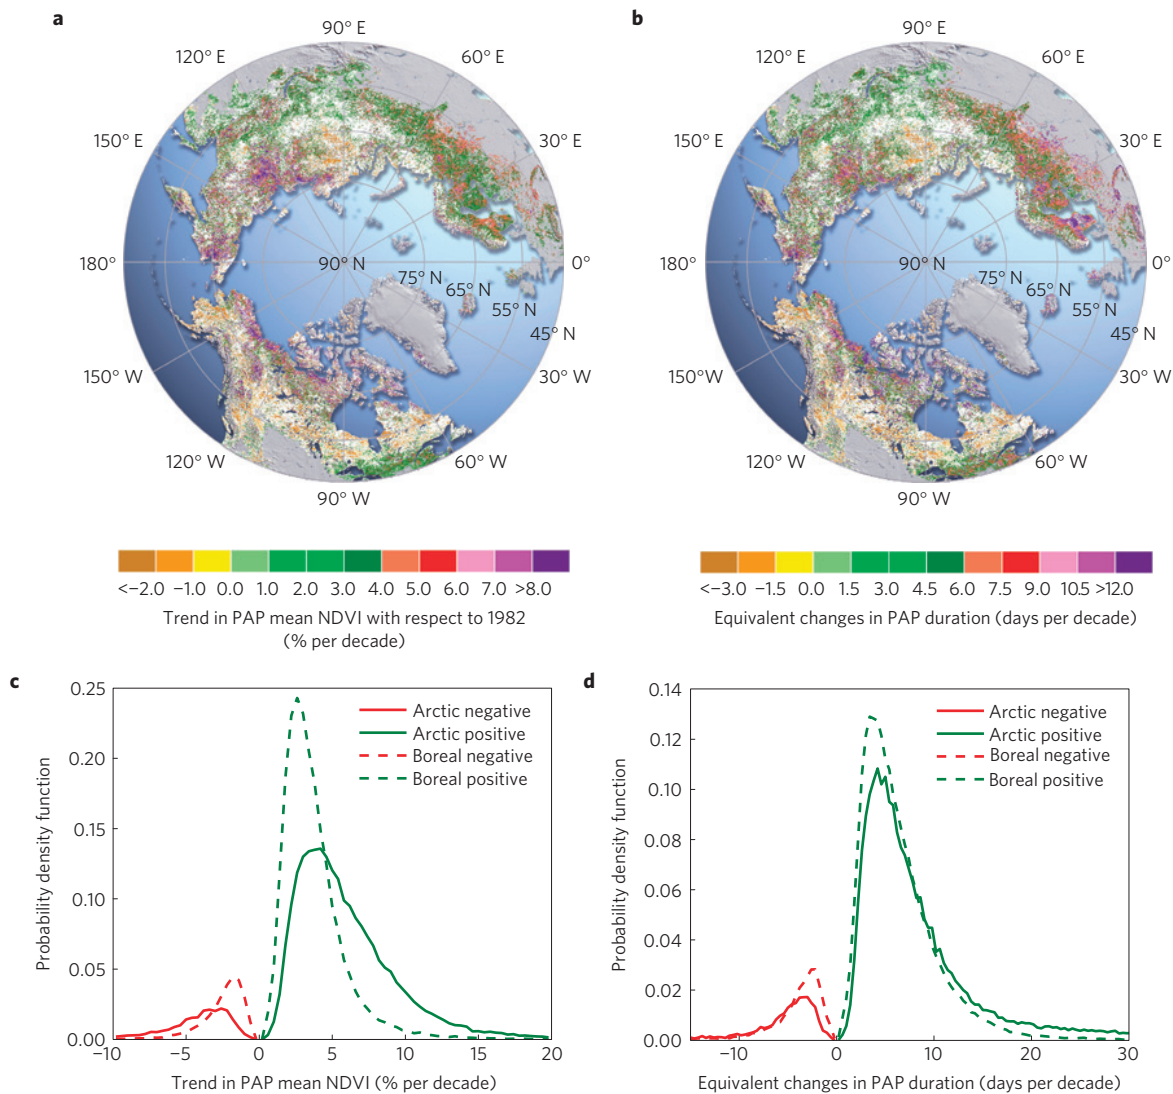 a
90° E
120° E
60° E
150° E
30° E
180°
90° N
0°
75° N
65° N
55° N
45° N
150° W
30° W
120° W
60° W
90° W
<−2.0 −1.0 0.0 1.0 2.0 3.0 4.0 5.0 6.0 7.0 >8.0
Trend in PAP mean NDVI with respect to 1982
(% per decade)
b
90° E
120° E
60° E
150° E
30° E
180°
90° N
0°
75° N
65° N
55° N
45° N
150°W
30° W
120° W
60° W
90° W
<−3.0 −1.5 0.0 1.5 3.0 4.5 6.0 7.5 9.0 10.5 >12.0
Equivalent changes in PAP duration (days per decade)
c
0.25
0.20
0.15
0.10
0.05
0.00
Probability density function
Arctic negative
Arctic positive
Boreal negative
Boreal positive
−10 −5 0 5 10 15 20
Trend in PAP mean NDVI (% per decade)
d
0.14
0.12
0.10
0.08
0.06
0.04
0.02
0.00
Probability density function
Arctic negative
Arctic positive
Boreal negative
Boreal positive
−10 0 10 20 30
Equivalent changes in PAP duration (days per decade)